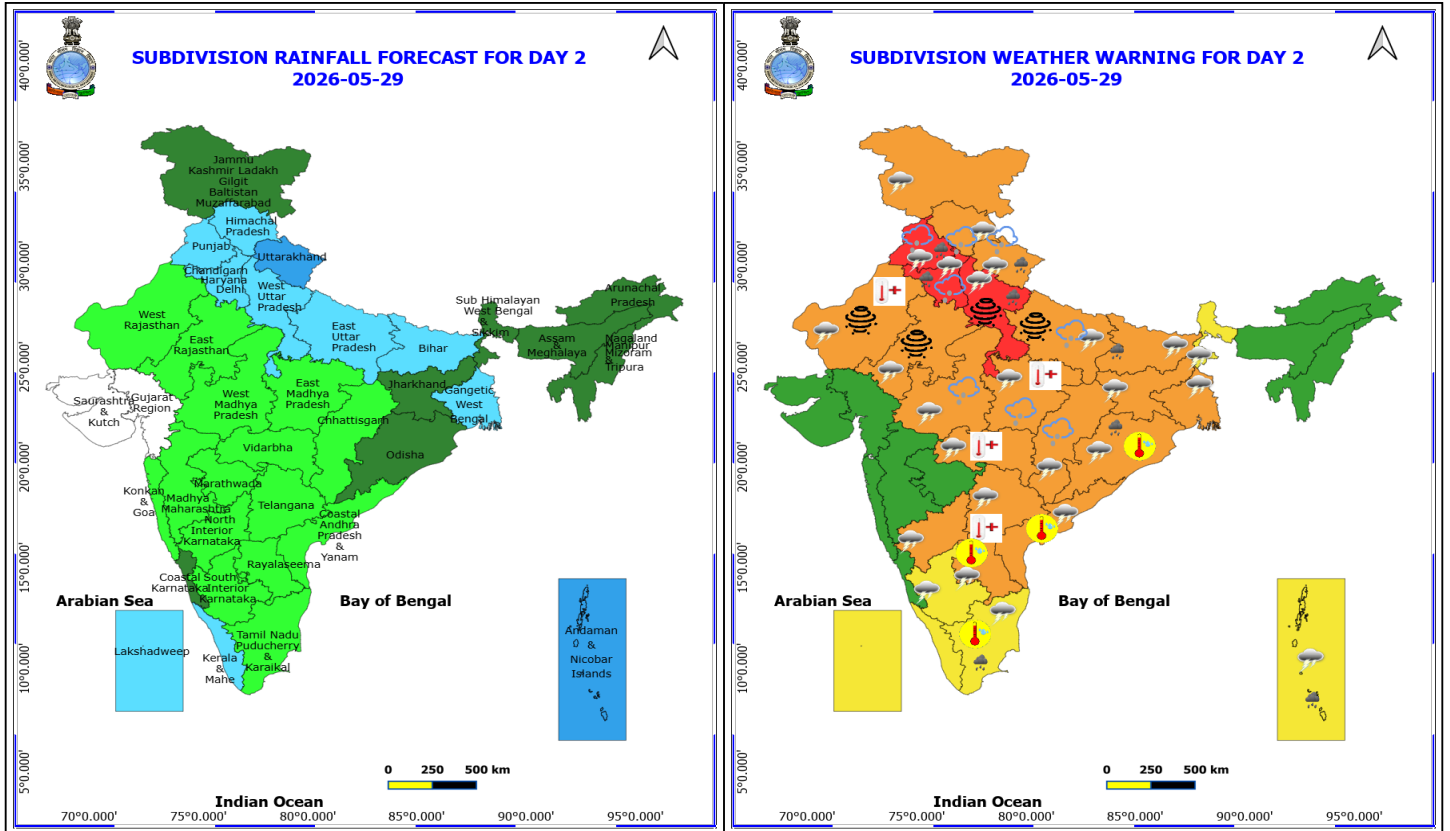 SUBDIVISION RAINFALL FORECAST FOR DAY 2
2026-05-29
40°0.000'
35°0.000'
30°0.000'
25°0.000'
20°0.000'
15°0.000'
10°0.000'
5°0.000'
Jammu
Kashmir Ladakh
Gilgit
Baltistan
Muzaffarabad
Himachal
Pradesh
Punjab
Uttarakhand
Chandigarh
Haryana
Delhi
West
Uttar
Pradesh
West
Rajasthan
East
Rajasthan
East
Uttar
Pradesh
Bihar
Sub Himalayan
West Bengal
&
Sikkim
Arunachal
Pradesh
Assam
&
Meghalaya
Nagaland
Manipur
Mizoram
&
Tripura
Jharkhand
Gangetic
West
Bengal
Saurashtra
&
Kutch
Gujarat
Region
West
Madhya
Pradesh
East
Madhya
Pradesh
Chhattisgarh
Vidarbha
Odisha
Konkan
&
Goa
Madhya
Maharashtra
Marathwada
North
Interior
Karnataka
Telangana
Coastal
Andhra
Pradesh
&
Yanam
Rayalaseema
Coastal
Karnataka
South
Interior
Karnataka
Arabian Sea
Bay of Bengal
Lakshadweep
Kerala
&
Mahe
Tamil Nadu
Puducherry
&
Karaikal
Andaman
&
Nicobar
Islands
0 250 500 km
Indian Ocean
70°0.000' 75°0.000' 80°0.000' 85°0.000' 90°0.000' 95°0.000'
SUBDIVISION WEATHER WARNING FOR DAY 2
2026-05-29
40°0.000'
35°0.000'
30°0.000'
25°0.000'
20°0.000'
15°0.000'
10°0.000'
5°0.000'
Arabian Sea
Bay of Bengal
0 250 500 km
Indian Ocean
70°0.000' 75°0.000' 80°0.000' 85°0.000' 90°0.000' 95°0.000'